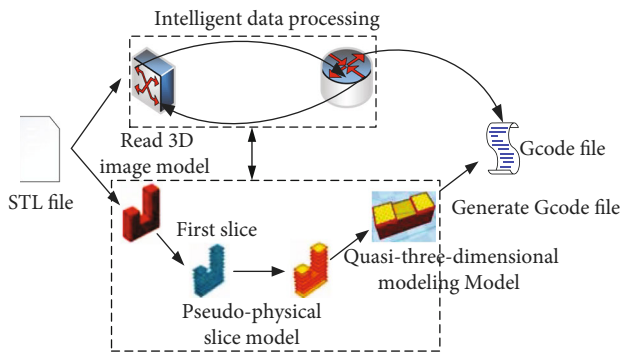 Intelligent data processing
Read 3D
image model
STL file
Gcode file
First slice
Generate Gcode file
Quasi-three-dimensional
modeling Model
Pseudo-physical
slice model